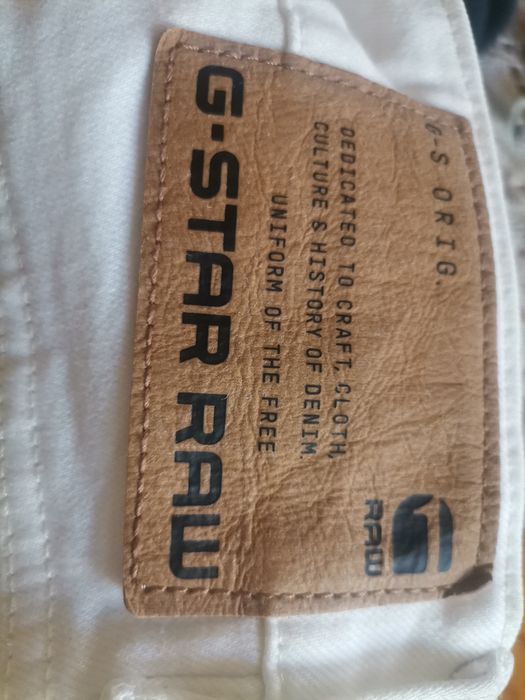 G-S ORIG.
RAW
DEDICATED TO CRAFT, CLOTH,
CULTURE & HISTORY OF DENIM
UNIFORM OF THE FREE
G-STAR RAW